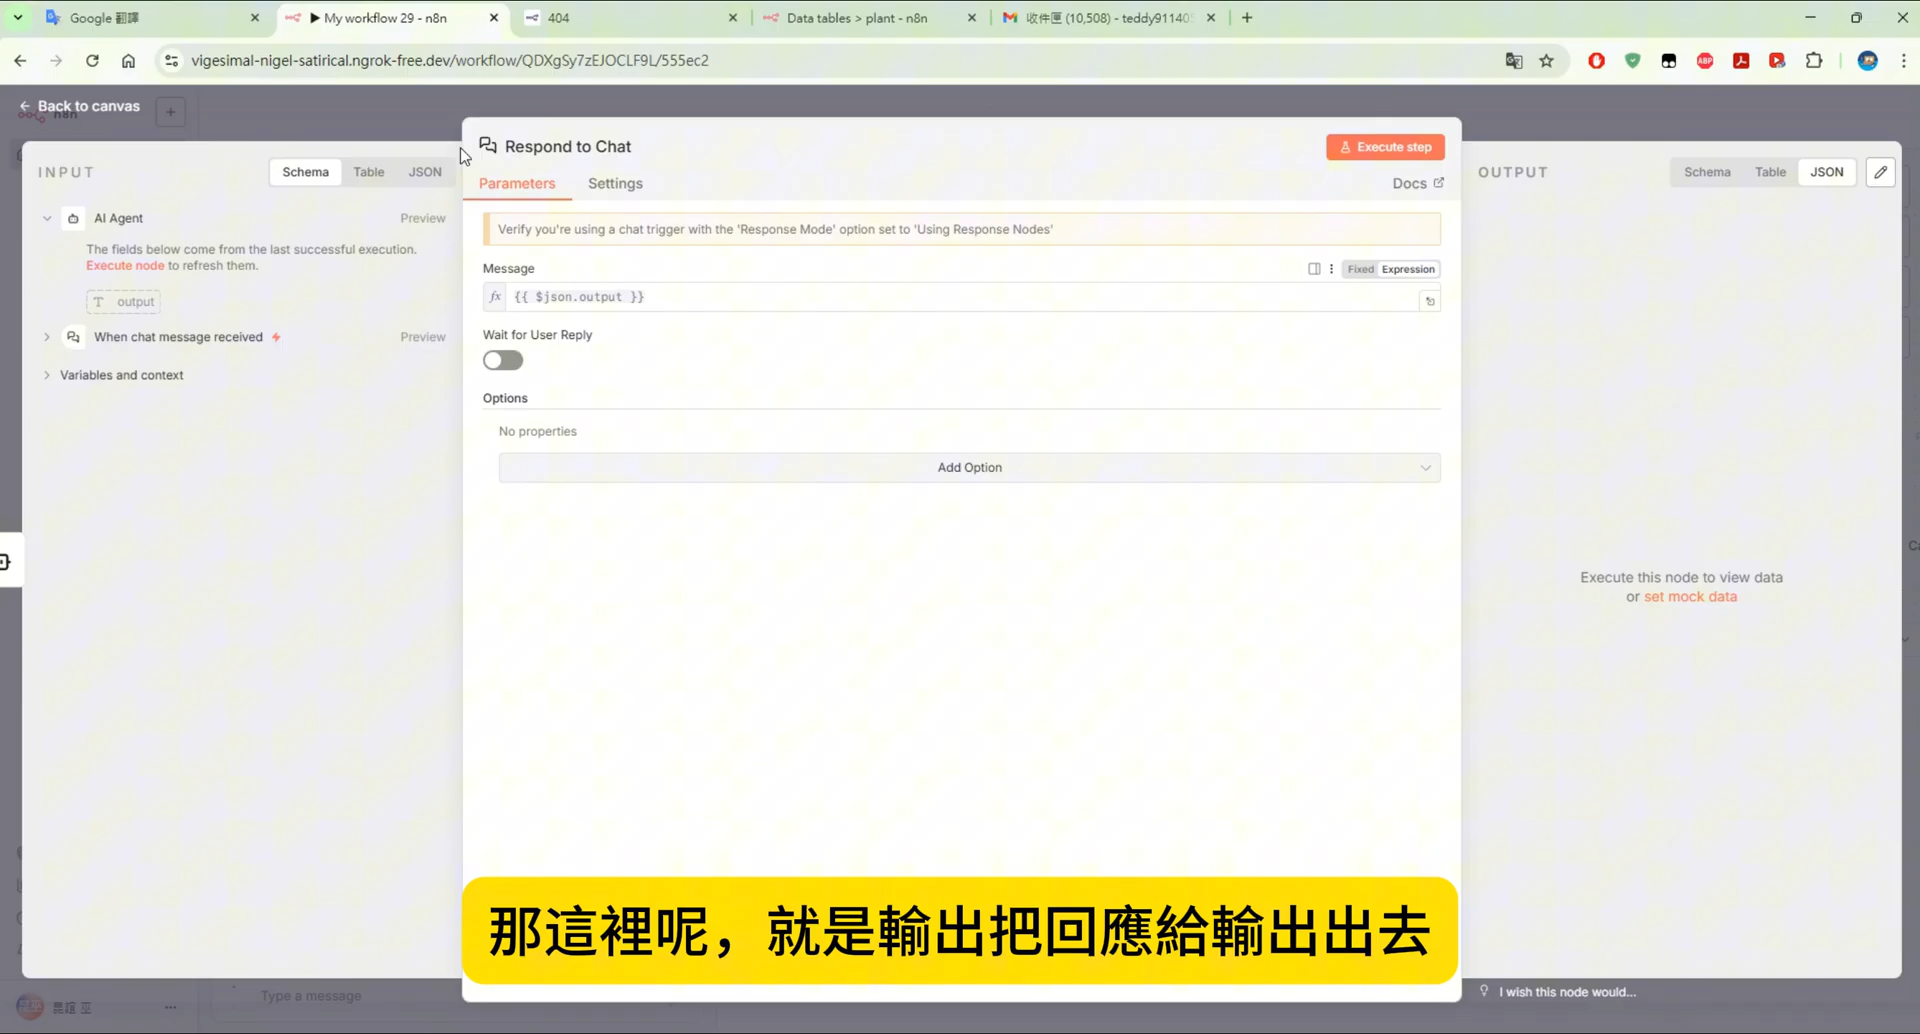 Google 翻譯
▶ My workflow 29 - n8n
404
Data tables > plant - n8n
收件匣 (10,508) - teddy911405
vigesimal-nigel-satirical.ngrok-free.dev/workflow/QDXgSy7zEJOCLF9L/555ec2
Back to canvas
n8n
INPUT
Schema
Table
JSON
AI Agent
Preview
The fields below come from the last successful execution.
Execute node to refresh them.
T output
When chat message received
Preview
Variables and context
Respond to Chat
Execute step
Parameters
Settings
Docs
Verify you're using a chat trigger with the 'Response Mode' option set to 'Using Response Nodes'
Message
Fixed
Expression
fx {{ $json.output }}
Wait for User Reply
Options
No properties
Add Option
OUTPUT
Schema
Table
JSON
Execute this node to view data
or set mock data
那這裡呢，就是輸出把回應給輸出出去
Type a message
I wish this node would...